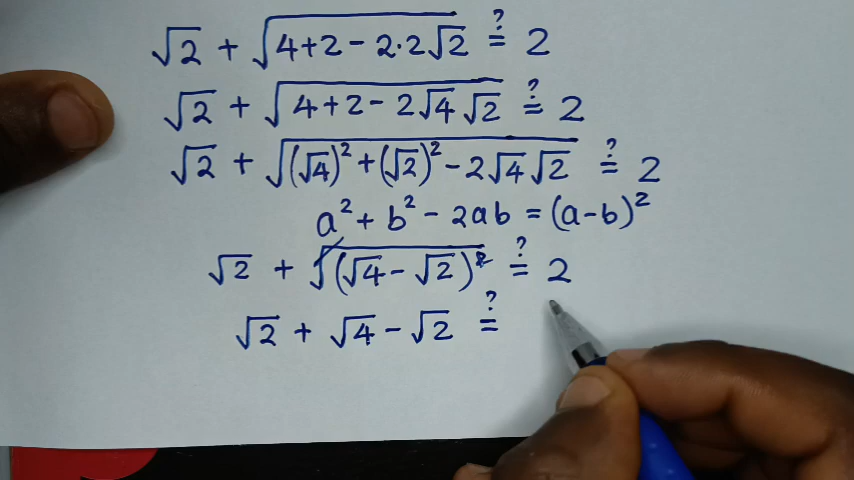 √2 + √(4+2-2·2√2) ≟ 2
√2 + √(4+2-2√4√2) ≟ 2
√2 + √((√4)²+(√2)²-2√4√2) ≟ 2
a² + b² - 2ab = (a-b)²
√2 + √((√4-√2)²) ≟ 2
√2 + √4 - √2 ≟